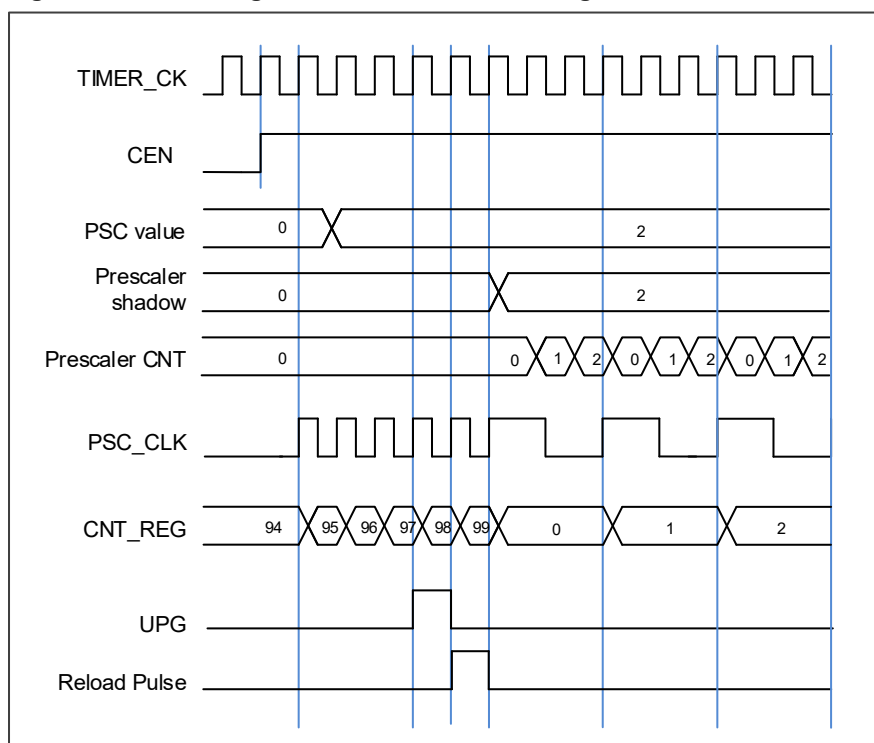 TIMER_CK
CEN
PSC value
0
2
Prescaler
shadow
0
2
Prescaler CNT
0
0 1 2 0 1 2 0 1 2
PSC_CLK
CNT_REG
94 95 96 97 98 99 0 1 2
UPG
Reload Pulse